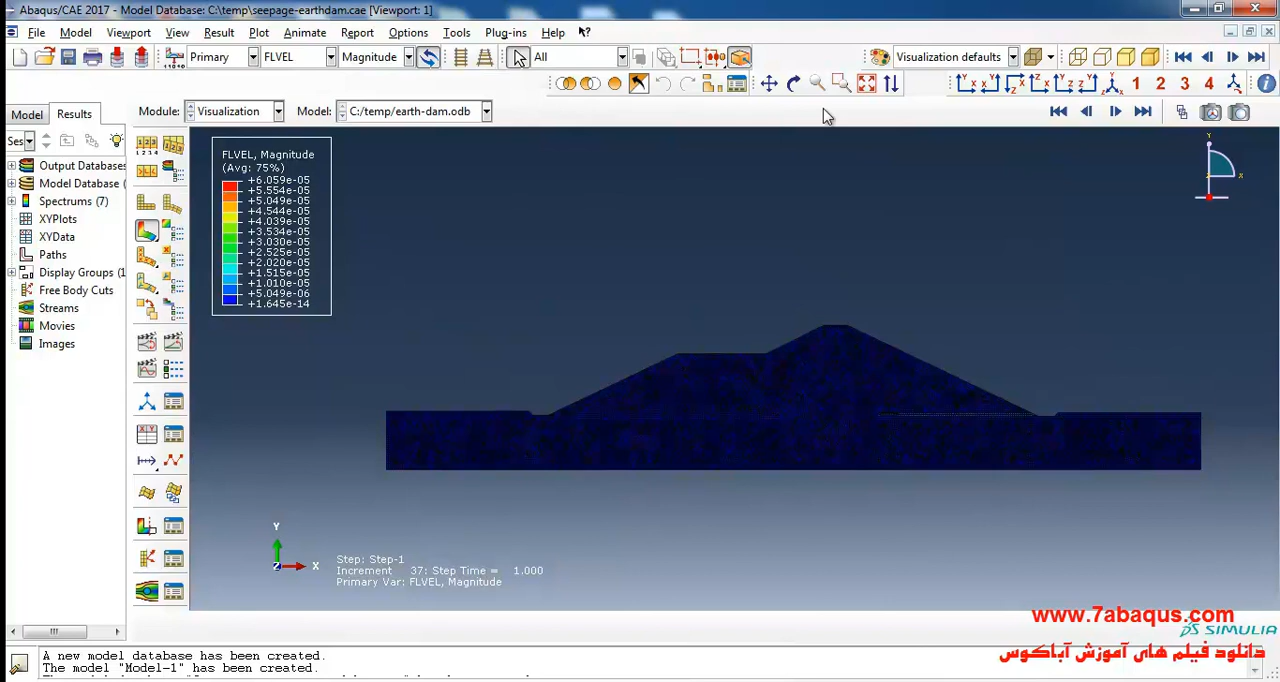 Abaqus/CAE 2017 - Model Database: C:\temp\seepage-earthdam.cae [Viewport: 1]
File Model Viewport View Result Plot Animate Report Options Tools Plug-ins Help
Primary FLVEL Magnitude All Visualization defaults
1 2 3 4
Model Results Module: Visualization Model: C:/temp/earth-dam.odb
Ses
Output Databases
Model Database (
Spectrums (7)
XYPlots
XYData
Paths
Display Groups (1
Free Body Cuts
Streams
Movies
Images
FLVEL, Magnitude
(Avg: 75%)
+6.059e-05
+5.554e-05
+5.049e-05
+4.544e-05
+4.039e-05
+3.534e-05
+3.030e-05
+2.525e-05
+2.020e-05
+1.515e-05
+1.010e-05
+5.049e-06
+1.645e-14
Y
X
Y
X
Z
Step: Step-1
Increment 37: Step Time = 1.000
Primary Var: FLVEL, Magnitude
www.7abaqus.com
SIMULIA
دانلود فیلم های آموزش آباکوس
A new model database has been created.
The model "Model-1" has been created.